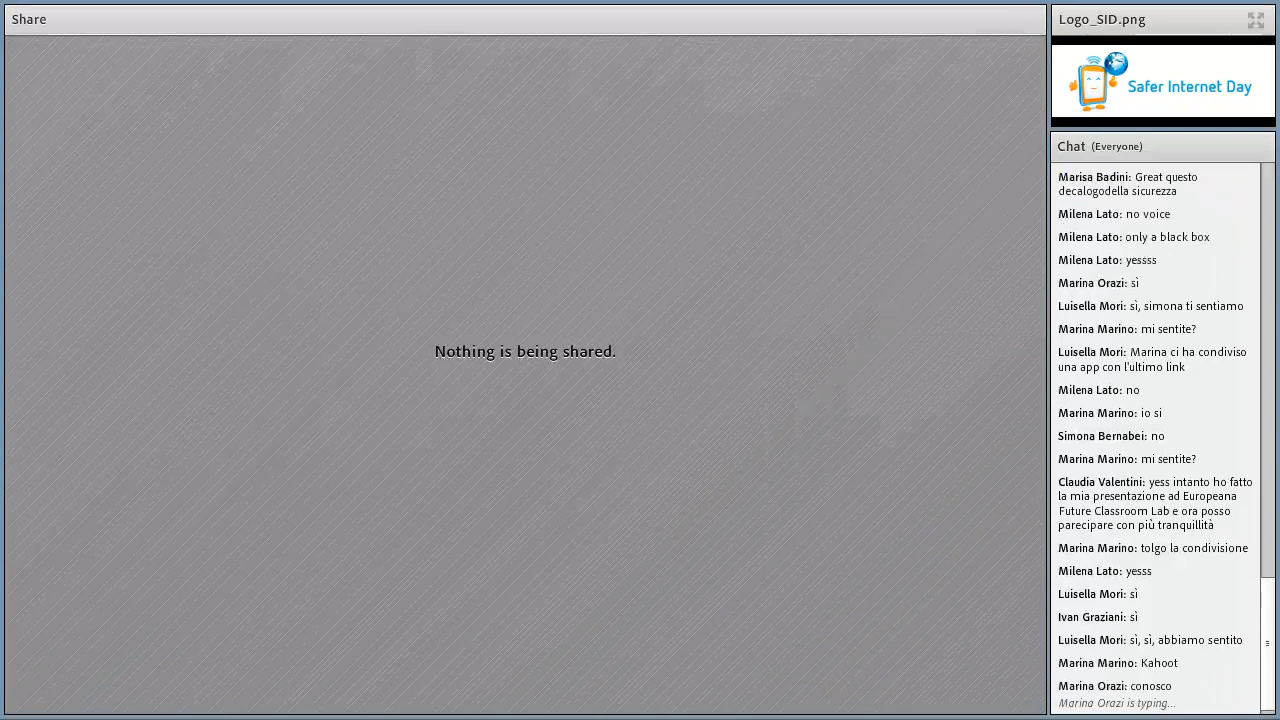 Share
Nothing is being shared.
Logo_SID.png
Safer Internet Day
Chat (Everyone)
Marisa Badini: Great questo
decalogodella sicurezza
Milena Lato: no voice
Milena Lato: only a black box
Milena Lato: yessss
Marina Orazi: sì
Luisella Mori: sì, simona ti sentiamo
Marina Marino: mi sentite?
Luisella Mori: Marina ci ha condiviso
una app con l'ultimo link
Milena Lato: no
Marina Marino: io si
Simona Bernabei: no
Marina Marino: mi sentite?
Claudia Valentini: yess intanto ho fatto
la mia presentazione ad Europeana
Future Classroom Lab e ora posso
parecipare con più tranquillità
Marina Marino: tolgo la condivisione
Milena Lato: yesss
Luisella Mori: sì
Ivan Graziani: sì
Luisella Mori: sì, sì, abbiamo sentito
Marina Marino: Kahoot
Marina Orazi: conosco
Marina Orazi is typing...